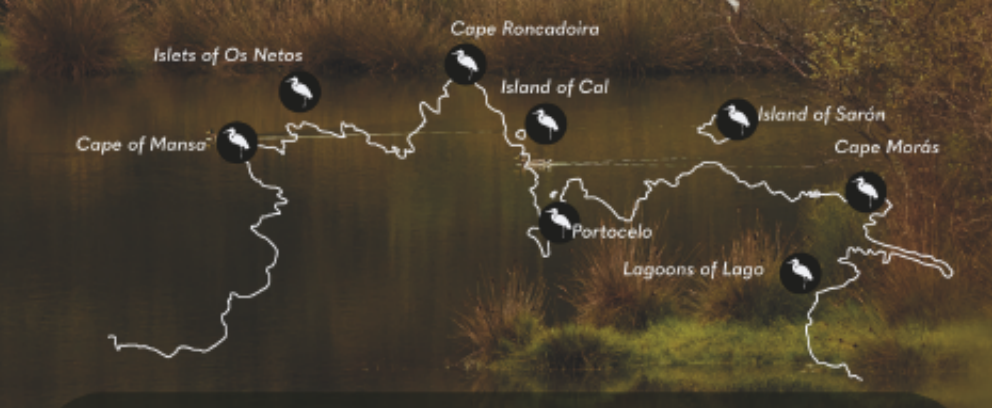 Cape Roncadoira
Islets of Os Netos
Island of Cal
Island of Sarón
Cape of Mansa
Cape Morás
Portocelo
Lagoons of Lago